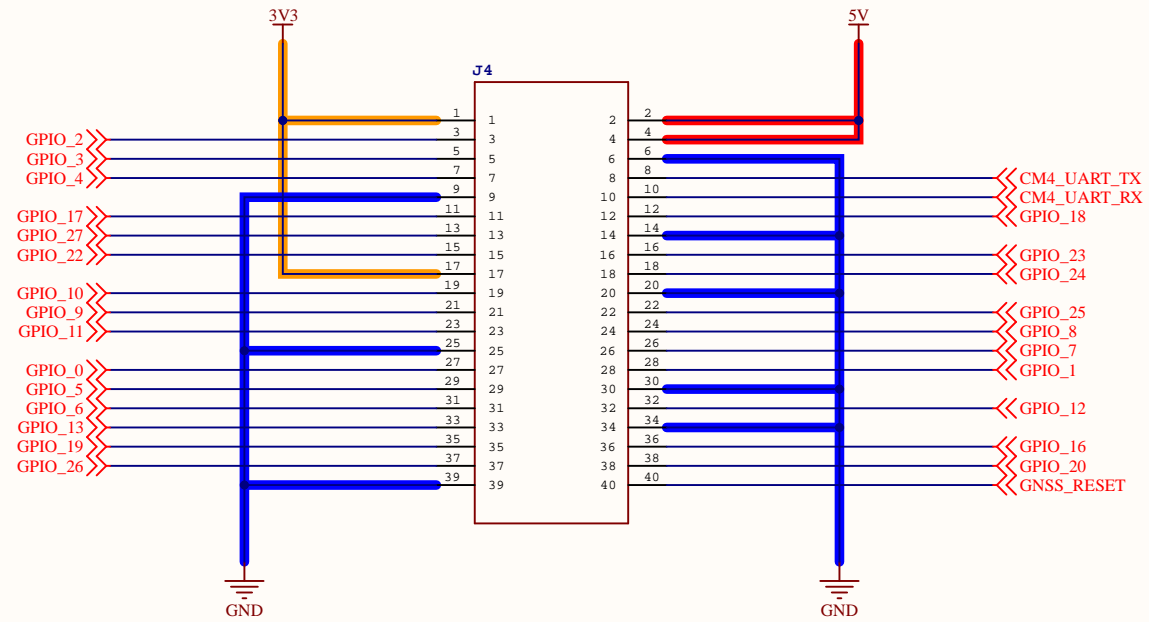 3V3 5V
J4
1 1 2 2
GPIO_2 3 3 4 4
GPIO_3 5 5 6 6
GPIO_4 7 7 8 8 CM4_UART_TX
9 9 10 10 CM4_UART_RX
GPIO_17 11 11 12 12 GPIO_18
GPIO_27 13 13 14 14
GPIO_22 15 15 16 16 GPIO_23
17 17 18 18 GPIO_24
GPIO_10 19 19 20 20
GPIO_9 21 21 22 22 GPIO_25
GPIO_11 23 23 24 24 GPIO_8
25 25 26 26 GPIO_7
GPIO_0 27 27 28 28 GPIO_1
GPIO_5 29 29 30 30
GPIO_6 31 31 32 32 GPIO_12
GPIO_13 33 33 34 34
GPIO_19 35 35 36 36 GPIO_16
GPIO_26 37 37 38 38 GPIO_20
39 39 40 40 GNSS_RESET
GND GND